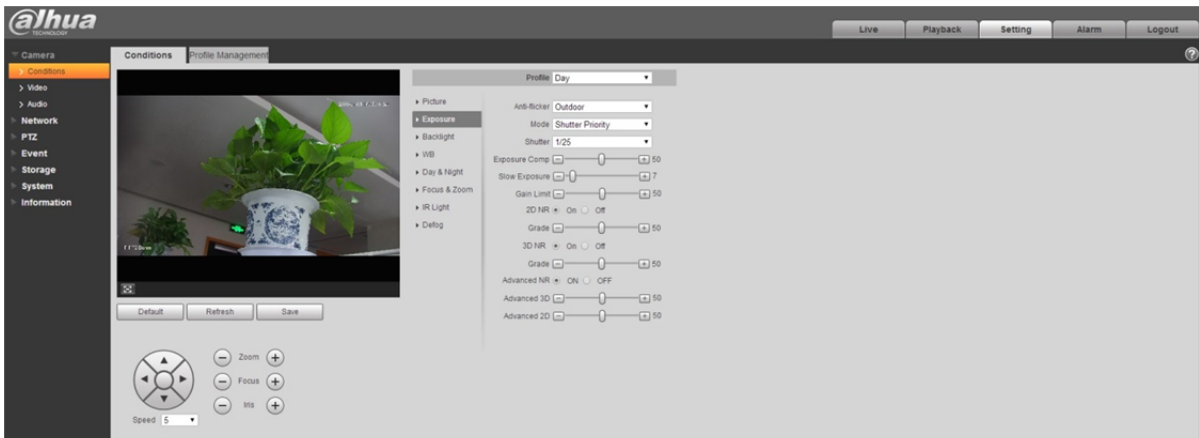 alhua
TECHNOLOGY
Live Playback Setting Alarm Logout
Camera
Conditions
Video
Audio
Network
PTZ
Event
Storage
System
Information
Conditions Profile Management
Default Refresh Save
Zoom
Focus
Iris
Speed 5
Profile Day
Picture
Exposure
Backlight
WB
Day & Night
Focus & Zoom
IR Light
Defog
Anti-flicker Outdoor
Mode Shutter Priority
Shutter 1/25
Exposure Comp 50
Slow Exposure 7
Gain Limit 50
2D NR On Off
Grade 50
3D NR On Off
Grade 50
Advanced NR ON OFF
Advanced 3D 50
Advanced 2D 50